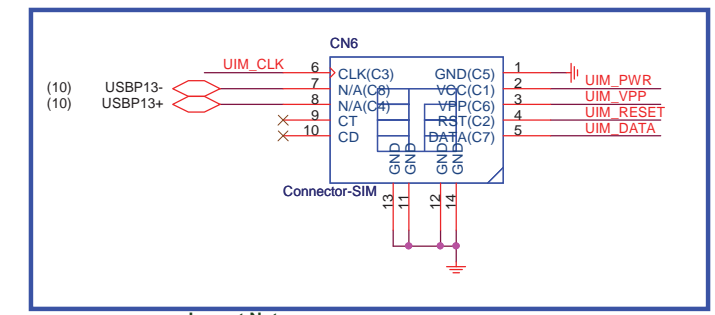 CN6
UIM_CLK 6 CLK(C3) GND(C5) 1
(10) USBP13- 7 N/A(C8) VCC(C1) 2 UIM_PWR
(10) USBP13+ 8 N/A(C4) VPP(C6) 3 UIM_VPP
9 CT RST(C2) 4 UIM_RESET
10 CD DATA(C7) 5 UIM_DATA
GND GND GND GND
Connector-SIM
13 11 12 14